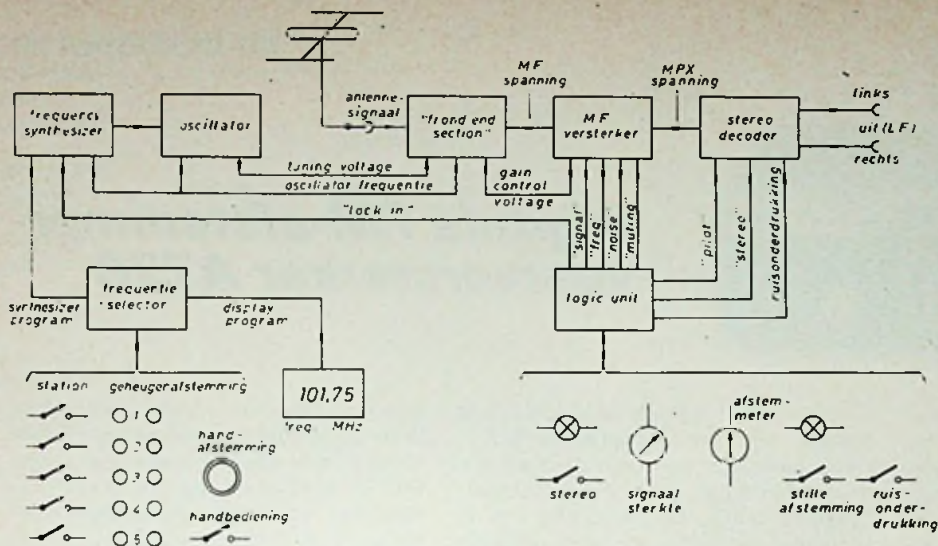 frequency
synthesizer
oscillator
antenne-
signaal
"frond end
section"
MF
spanning
MF
versterker
MPX
spanning
stereo
decoder
links
uit (LF)
rechts
tuning voltage
oscillator frequentie
gain
control
voltage
"lock in"
"signal"
"freq"
"noise"
"muting"
"pilot"
"stereo"
ruisonderdrukking
logic unit
synthesizer
program
frequentie
selector
display
program
station
geheugenafstemming
1
2
3
4
5
101,75
freq MHz
hand-
afstemming
handbediening
stereo
signaal
sterkte
afstem-
meter
stille
afstemming
ruis-
onder-
drukking